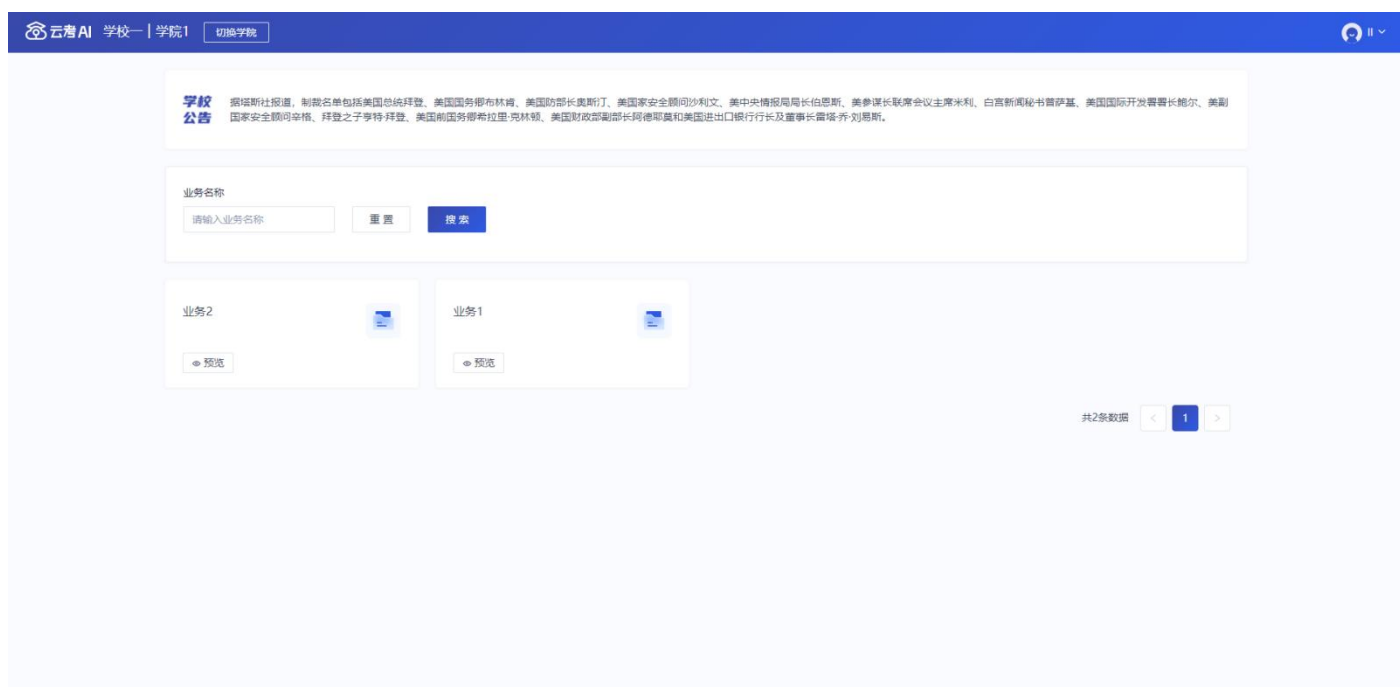 云考AI 学校一 | 学院1 切换学院 II
学校
公告
据塔斯社报道，制裁名单包括美国总统拜登、美国国务卿布林肯、美国防部长奥斯汀、美国家安全顾问沙利文、美中央情报局局长伯恩斯、美参谋长联席会议主席米利、白宫新闻秘书普萨基、美国国际开发署署长鲍尔、美副
国家安全顾问辛格、拜登之子亨特·拜登、美国前国务卿希拉里·克林顿、美国财政部副部长阿德耶莫和美国进出口银行行长及董事长雷塔·乔·刘易斯。
业务名称
请输入业务名称 重置 搜索
业务2 业务1
预览 预览
共2条数据 < 1 >